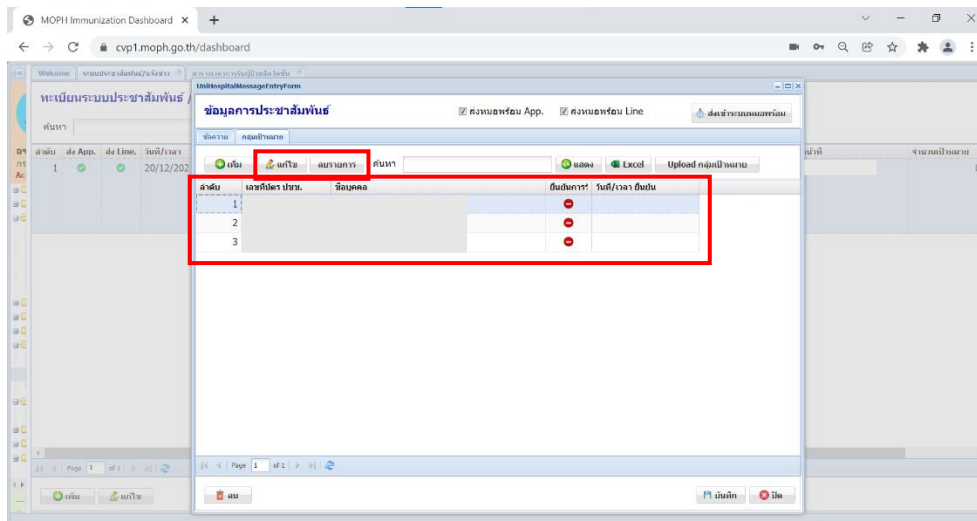 MOPH Immunization Dashboard
cvp1.moph.go.th/dashboard
Welcome
UniHospitalMessageEntryForm
ทะเบียนระบบประชาสัมพันธ์ /
ข้อมูลการประชาสัมพันธ์
ส่งหมอพร้อม App.
ส่งหมอพร้อม Line
ส่งเข้าระบบหมอพร้อม
ข้อความ
กลุ่มเป้าหมาย
ค้นหา
เพิ่ม
แก้ไข
ลบรายการ
ค้นหา
แสดง
Excel
Upload กลุ่มเป้าหมาย
ลำดับ ส่ง App. ส่ง Line. วันที่/เวลา
จำนวนเป้าหมาย
1 20/12/202
ลำดับ เลขที่บัตร ปชช. ชื่อบุคคล ยืนยันการ วันที่/เวลา ยืนยัน
1
2
3
Page 1 of 1
Page 1 of 1
เพิ่ม
แก้ไข
ลบ
บันทึก
ปิด